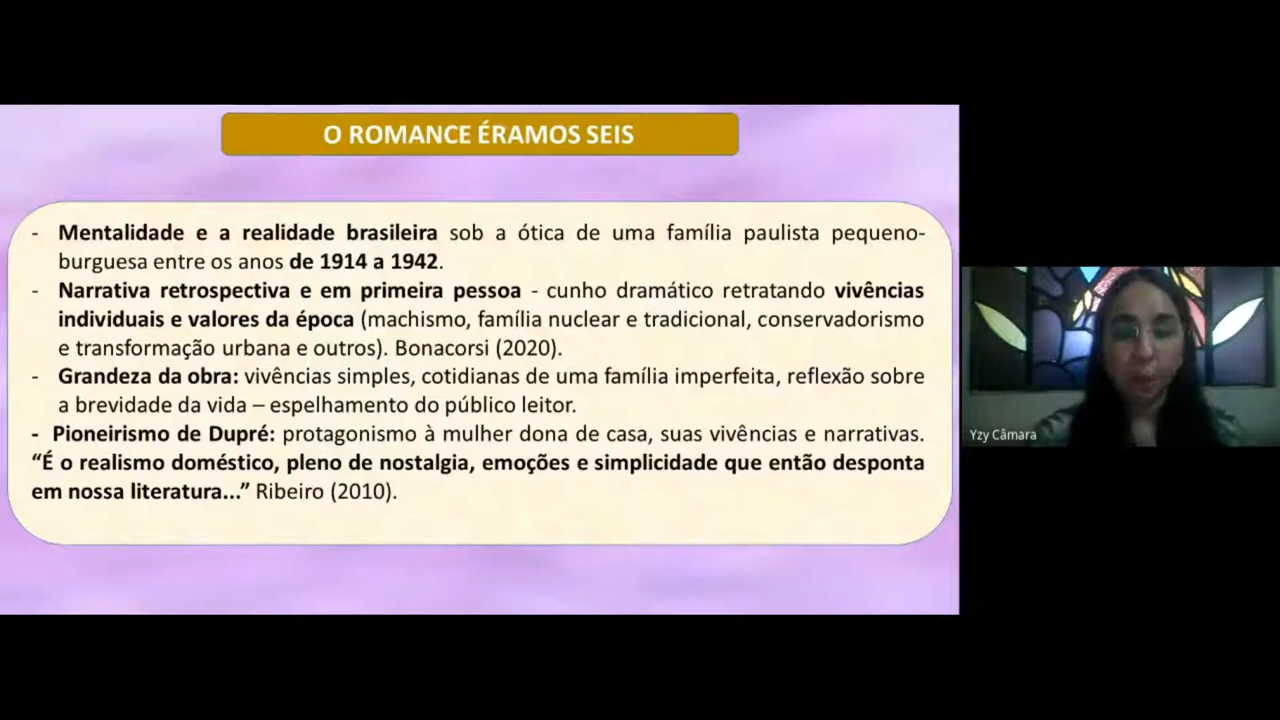 O ROMANCE ÉRAMOS SEIS
- Mentalidade e a realidade brasileira sob a ótica de uma família paulista pequeno-
burguesa entre os anos de 1914 a 1942.
- Narrativa retrospectiva e em primeira pessoa - cunho dramático retratando vivências
individuais e valores da época (machismo, família nuclear e tradicional, conservadorismo
e transformação urbana e outros). Bonacorsi (2020).
- Grandeza da obra: vivências simples, cotidianas de uma família imperfeita, reflexão sobre
a brevidade da vida – espelhamento do público leitor.
- Pioneirismo de Dupré: protagonismo à mulher dona de casa, suas vivências e narrativas.
“É o realismo doméstico, pleno de nostalgia, emoções e simplicidade que então desponta
em nossa literatura...” Ribeiro (2010).
Yzy Câmara